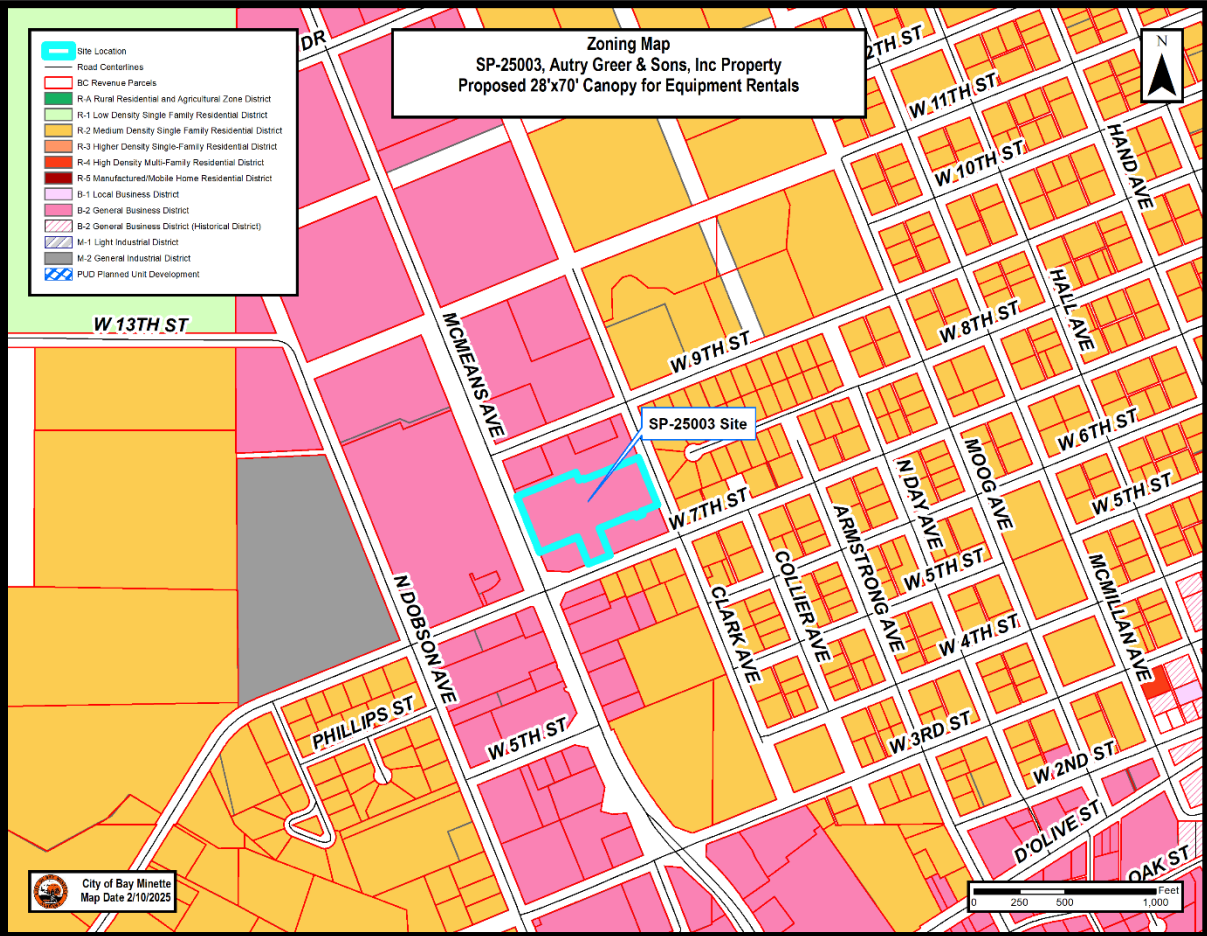 Zoning Map
SP-25003, Autry Greer & Sons, Inc Property
Proposed 28'x70' Canopy for Equipment Rentals
N
Site Location
Road Centerlines
BC Revenue Parcels
R-A Rural Residential and Agricultural Zone District
R-1 Low Density Single Family Residential District
R-2 Medium Density Single Family Residential District
R-3 Higher Density Single-Family Residential District
R-4 High Density Multi-Family Residential District
R-5 Manufactured/Mobile Home Residential District
B-1 Local Business District
B-2 General Business District
B-2 General Business District (Historical District)
M-1 Light Industrial District
M-2 General Industrial District
PUD Planned Unit Development
DR
2TH ST
W 11TH ST
W 10TH ST
HAND AVE
W 13TH ST
MCMEANS AVE
W 9TH ST
W 8TH ST
HALL AVE
SP-25003 Site
W 7TH ST
W 6TH ST
W 5TH ST
MOOG AVE
N DAY AVE
ARMSTRONG AVE
COLLIER AVE
CLARK AVE
W 5TH ST
W 4TH ST
MCMILLAN AVE
N DOBSON AVE
PHILLIPS ST
W 5TH ST
W 3RD ST
W 2ND ST
D'OLIVE ST
OAK ST
City of Bay Minette
Map Date 2/10/2025
Feet
0 250 500 1,000